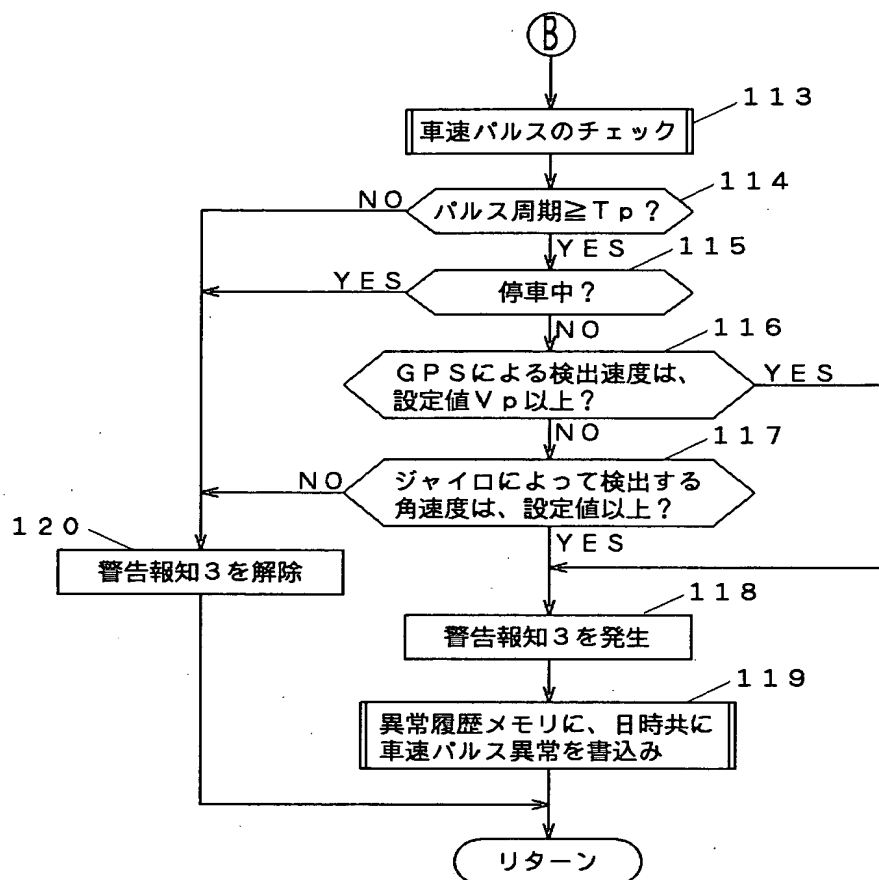 B
113
車速パルスのチェック
114
NO
パルス周期≧Tp?
YES
115
YES
停車中?
NO
116
GPSによる検出速度は、
設定値Vp以上?
YES
NO
117
NO
ジャイロによって検出する
角速度は、設定値以上?
YES
120
警告報知3を解除
118
警告報知3を発生
119
異常履歴メモリに、日時共に
車速パルス異常を書込み
リターン